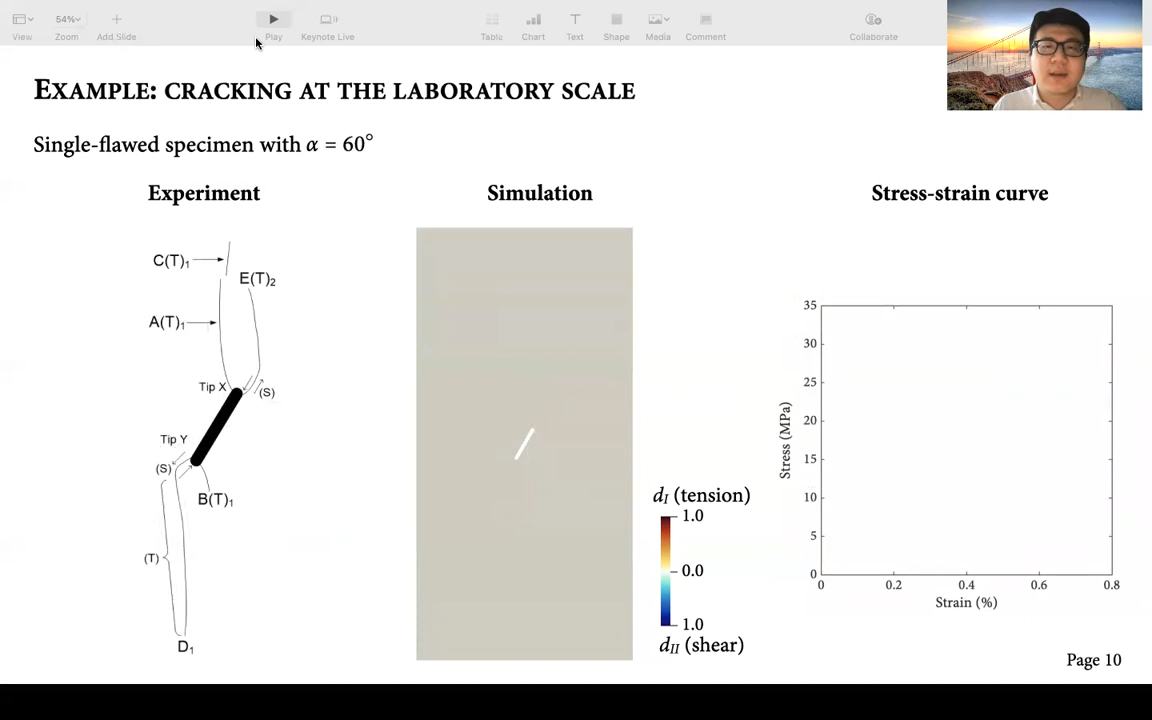 54%
View
Zoom
Add Slide
Play
Keynote Live
Table
Chart
Text
Shape
Media
Comment
Collaborate
EXAMPLE: CRACKING AT THE LABORATORY SCALE
Single-flawed specimen with α = 60°
Experiment
Simulation
Stress-strain curve
C(T)₁
E(T)₂
A(T)₁
Tip X
(S)
Tip Y
(S)
B(T)₁
(T)
D₁
d_I (tension)
1.0
0.0
1.0
d_II (shear)
35
30
25
20
15
10
5
0
Stress (MPa)
0 0.2 0.4 0.6 0.8
Strain (%)
Page 10